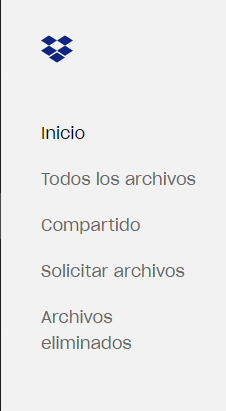 Inicio
Todos los archivos
Compartido
Solicitar archivos
Archivos
eliminados